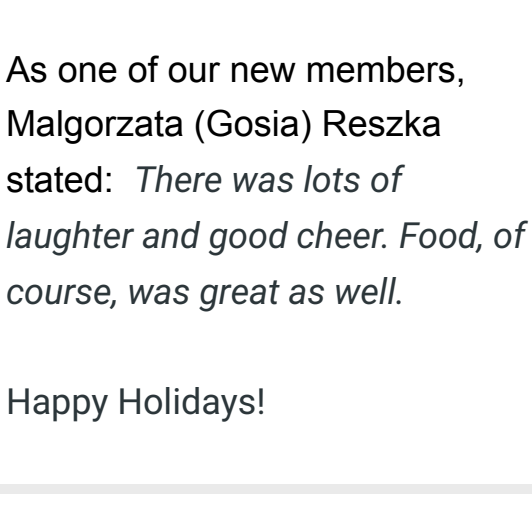 As one of our new members,
Malgorzata (Gosia) Reszka
stated:  There was lots of
laughter and good cheer. Food, of
course, was great as well.
Happy Holidays!